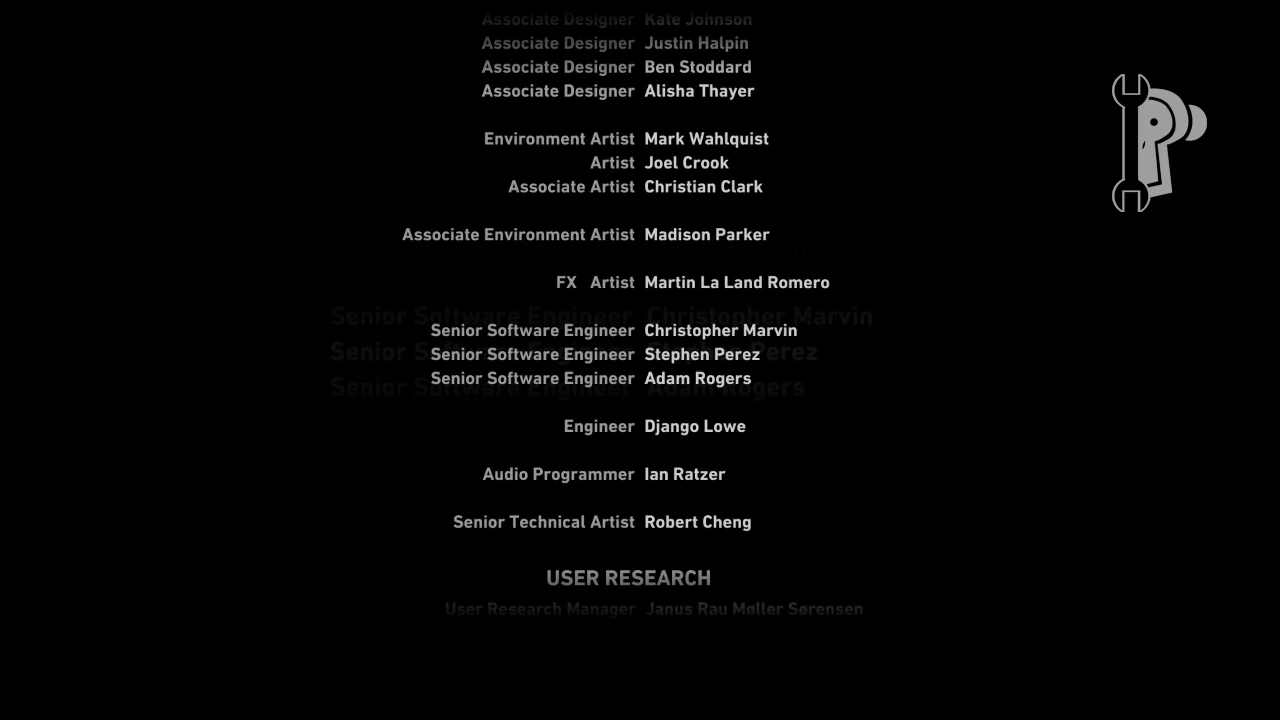 Associate Designer Kate Johnson
Associate Designer Justin Halpin
Associate Designer Ben Stoddard
Associate Designer Alisha Thayer
Environment Artist Mark Wahlquist
Artist Joel Crook
Associate Artist Christian Clark
Associate Environment Artist Madison Parker
FX Artist Martin La Land Romero
Senior Software Engineer Christopher Marvin
Senior Software Engineer Stephen Perez
Senior Software Engineer Adam Rogers
Engineer Django Lowe
Audio Programmer Ian Ratzer
Senior Technical Artist Robert Cheng
USER RESEARCH
User Research Manager Janus Rau Møller Sørensen